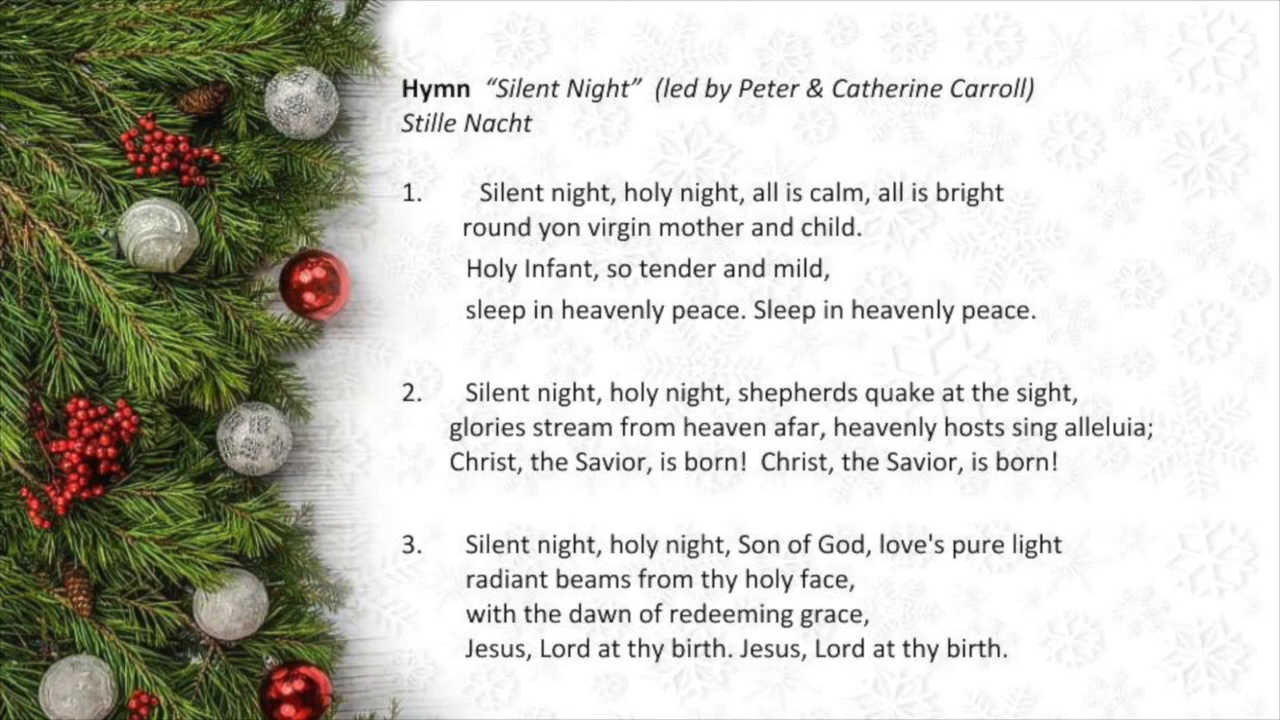 Hymn “Silent Night” (led by Peter & Catherine Carroll)
Stille Nacht
1. Silent night, holy night, all is calm, all is bright
round yon virgin mother and child.
Holy Infant, so tender and mild,
sleep in heavenly peace. Sleep in heavenly peace.
2. Silent night, holy night, shepherds quake at the sight,
glories stream from heaven afar, heavenly hosts sing alleluia;
Christ, the Savior, is born! Christ, the Savior, is born!
3. Silent night, holy night, Son of God, love's pure light
radiant beams from thy holy face,
with the dawn of redeeming grace,
Jesus, Lord at thy birth. Jesus, Lord at thy birth.